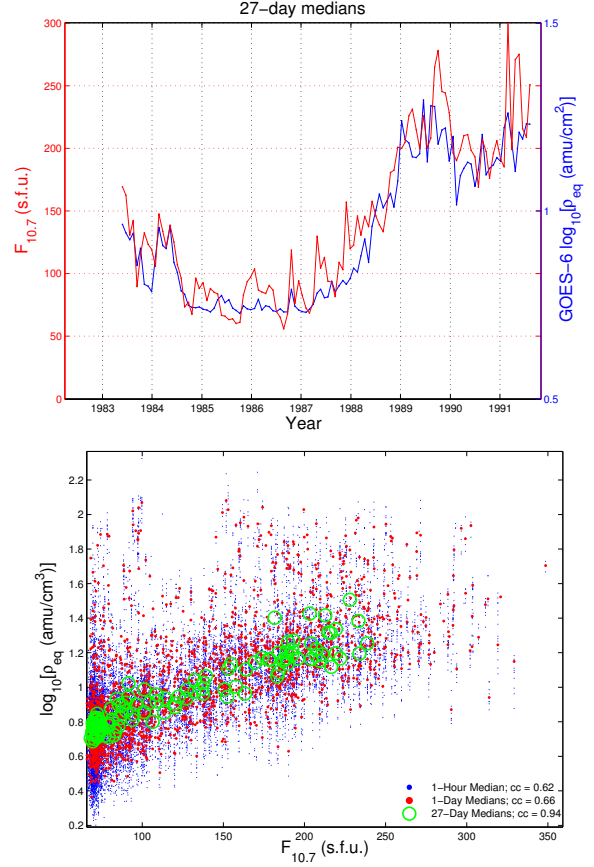 27-day medians
300
250
200
150
100
50
0
F10.7 (s.f.u.)
1.5
1
0.5
GOES-6 log10[ρeq (amu/cm2)]
1983 1984 1985 1986 1987 1988 1989 1990 1991
Year
2.2
2
1.8
1.6
1.4
1.2
1
0.8
0.6
0.4
0.2
log10[ρeq (amu/cm3)]
1-Hour Median; cc = 0.62
1-Day Medians; cc = 0.66
27-Day Medians; cc = 0.94
100 150 200 250 300 350
F10.7 (s.f.u.)